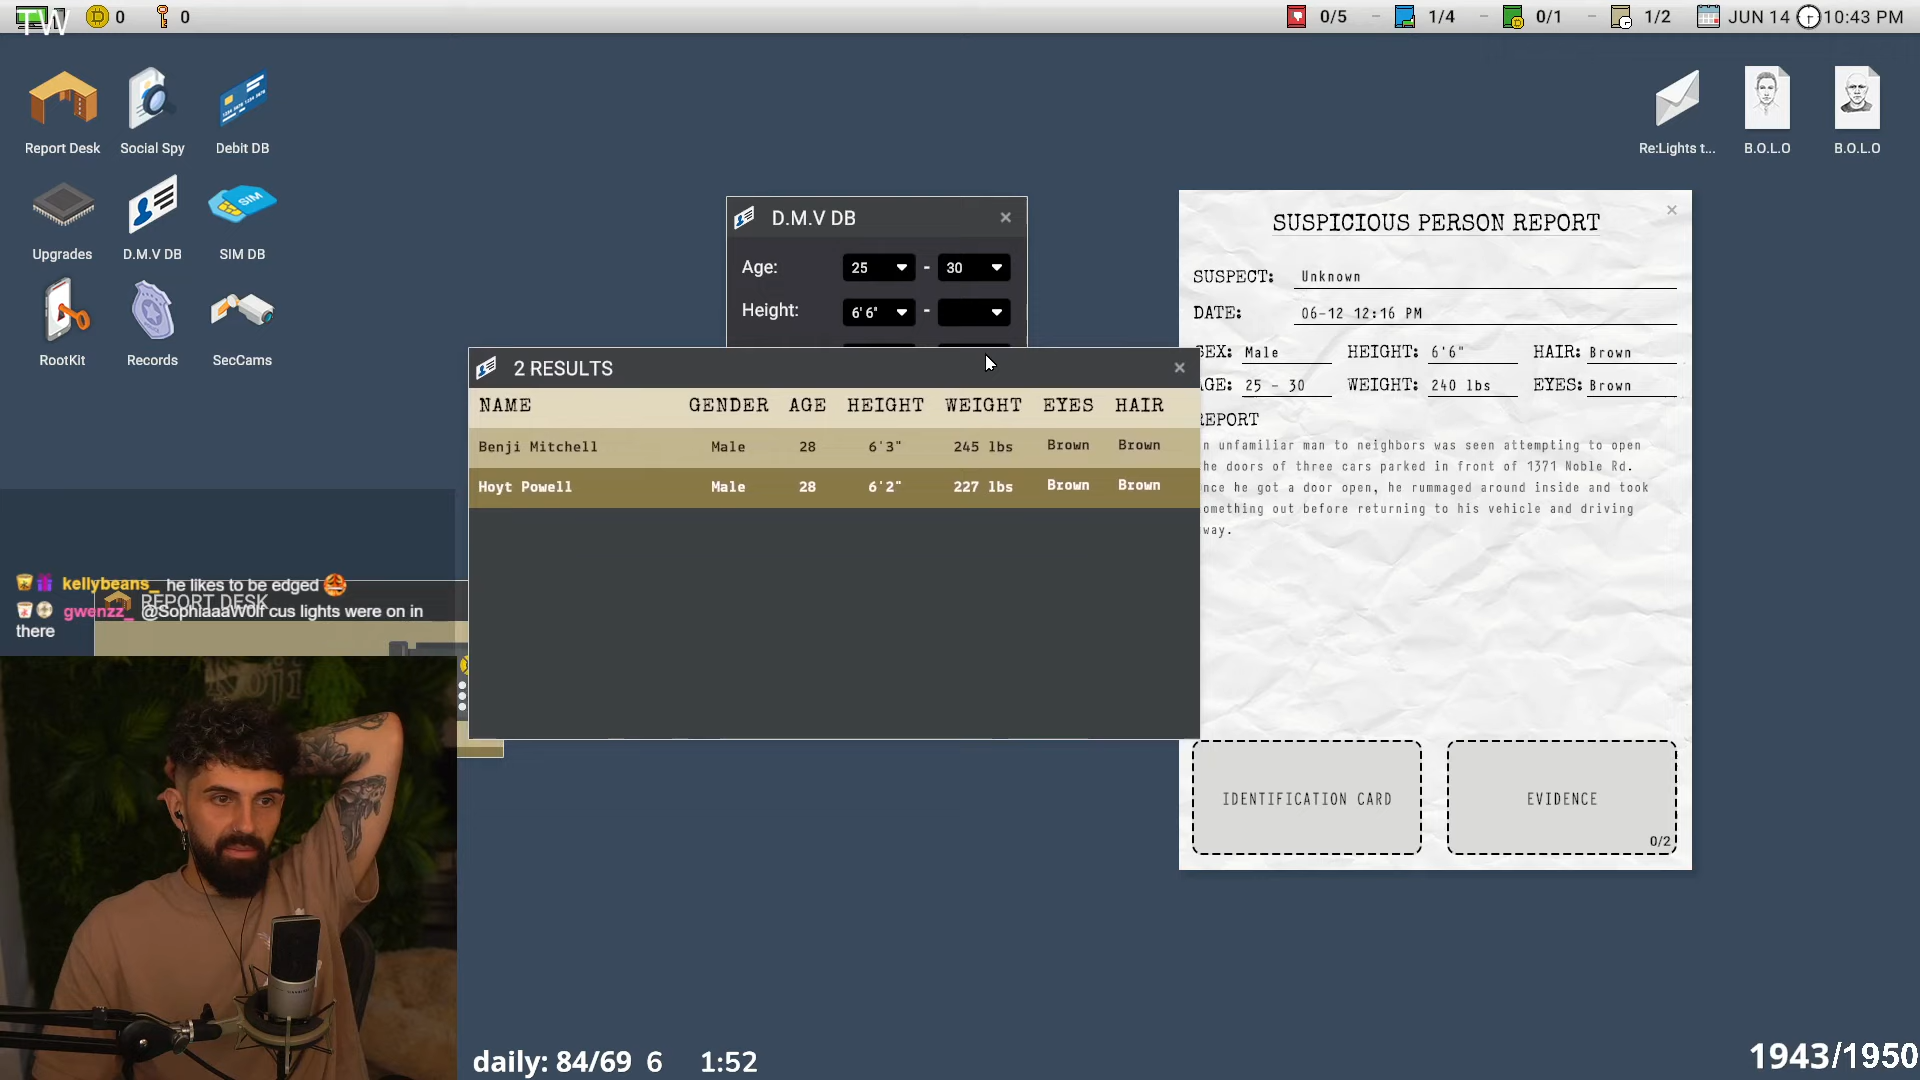 TW 0 0 0/5 - 1/4 - 0/1 - 1/2 JUN 14 10:43 PM
Report Desk Social Spy Debit DB
Re:Lights t... B.O.L.O B.O.L.O
Upgrades D.M.V DB SIM DB
RootKit Records SecCams
D.M.V DB
Age: 25 - 30
Height: 6'6" -
2 RESULTS
NAME GENDER AGE HEIGHT WEIGHT EYES HAIR
Benji Mitchell Male 28 6'3" 245 lbs Brown Brown
Hoyt Powell Male 28 6'2" 227 lbs Brown Brown
SUSPICIOUS PERSON REPORT
SUSPECT: Unknown
DATE: 06-12 12:16 PM
SEX: Male HEIGHT: 6'6" HAIR: Brown
AGE: 25 - 30 WEIGHT: 240 lbs EYES: Brown
REPORT
n unfamiliar man to neighbors was seen attempting to open
he doors of three cars parked in front of 1371 Noble Rd.
nce he got a door open, he rummaged around inside and took
omething out before returning to his vehicle and driving
way.
IDENTIFICATION CARD
EVIDENCE
0/2
kellybeans_ he likes to be edged
REPORT DESK
gwenzz_ @SophiaaaW0lf cus lights were on in
there
Koji
daily: 84/69 6 1:52
1943/1950